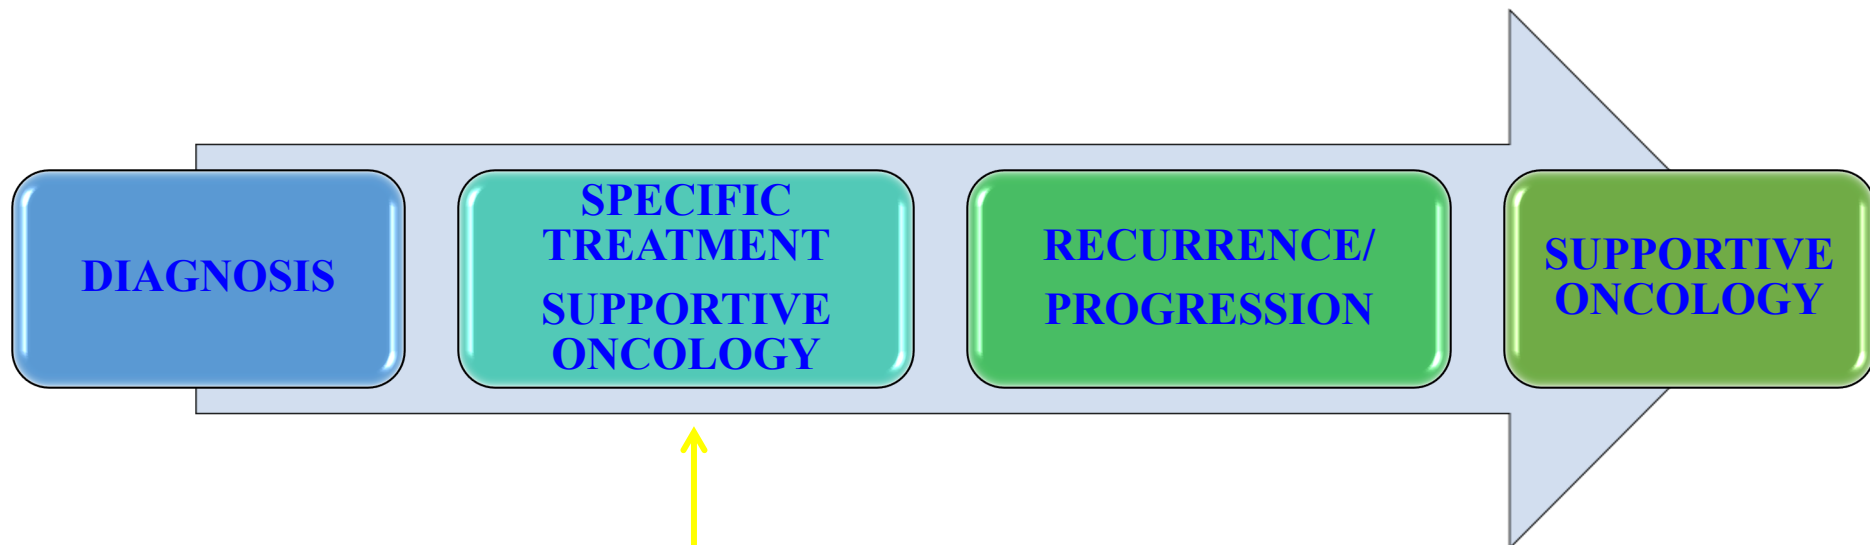 DIAGNOSIS
SPECIFIC
TREATMENT
SUPPORTIVE
ONCOLOGY
RECURRENCE/
PROGRESSION
SUPPORTIVE
ONCOLOGY